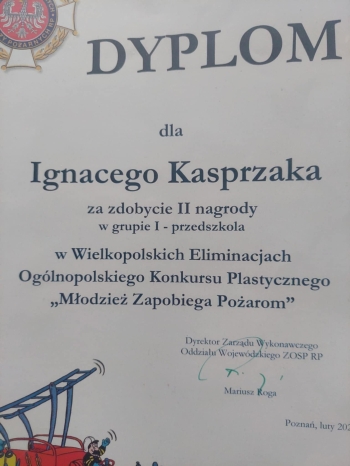 DYPLOM
dla
Ignacego Kasprzaka
za zdobycie II nagrody
w grupie I - przedszkola
w Wielkopolskich Eliminacjach
Ogólnopolskiego Konkursu Plastycznego
„Młodzież Zapobiega Pożarom”
Dyrektor Zarządu Wykonawczego
Oddziału Wojewódzkiego ZOSP RP
Mariusz Roga
Poznań, luty 202